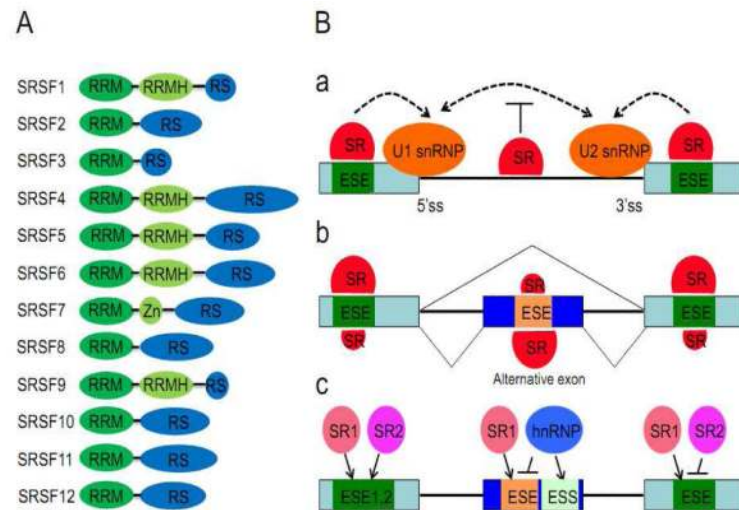 A
SRSF1 RRM RRMH RS
SRSF2 RRM RS
SRSF3 RRM RS
SRSF4 RRM RRMH RS
SRSF5 RRM RRMH RS
SRSF6 RRM RRMH RS
SRSF7 RRM Zn RS
SRSF8 RRM RS
SRSF9 RRM RRMH RS
SRSF10 RRM RS
SRSF11 RRM RS
SRSF12 RRM RS
B
a
SR U1 snRNP SR U2 snRNP SR
ESE ESE
5'ss 3'ss
b
SR SR SR
ESE ESE ESE
SR SR SR
Alternative exon
c
SR1 SR2 SR1 hnRNP SR1 SR2
ESE1,2 ESE ESS ESE